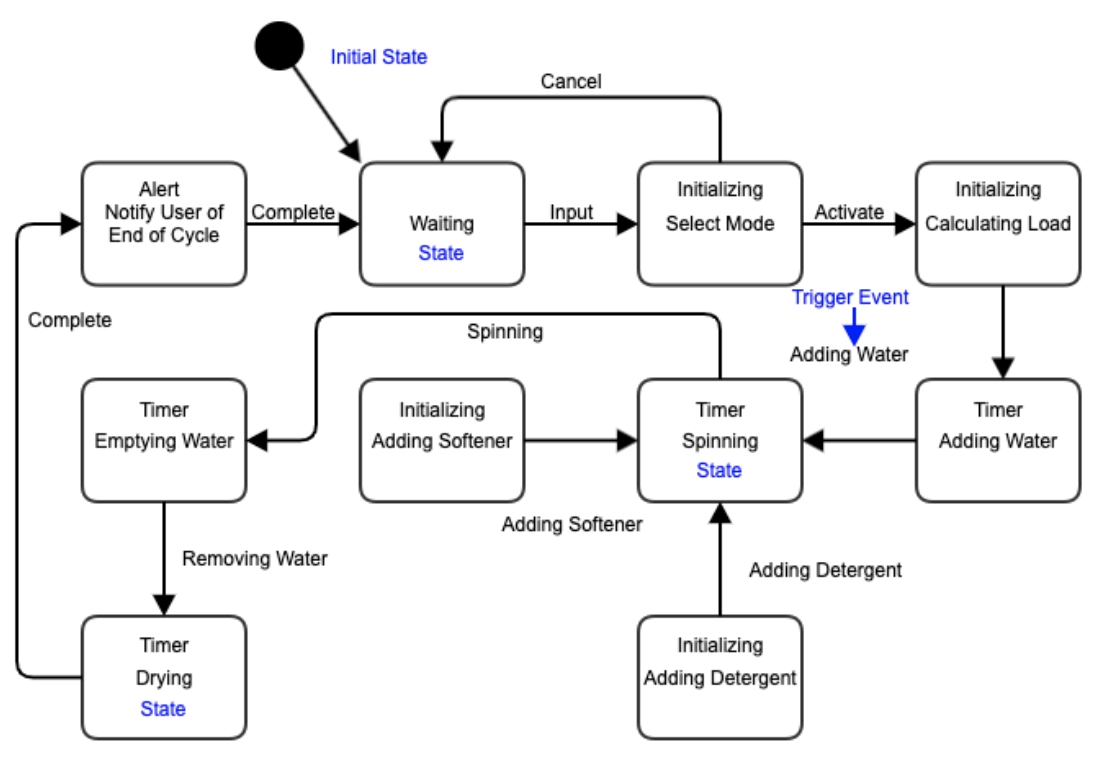 Initial State
Cancel
Alert
Notify User of
End of Cycle
Complete
Waiting
State
Input
Initializing
Select Mode
Activate
Initializing
Calculating Load
Trigger Event
Adding Water
Complete
Spinning
Timer
Emptying Water
Initializing
Adding Softener
Timer
Spinning
State
Timer
Adding Water
Adding Softener
Removing Water
Adding Detergent
Timer
Drying
State
Initializing
Adding Detergent